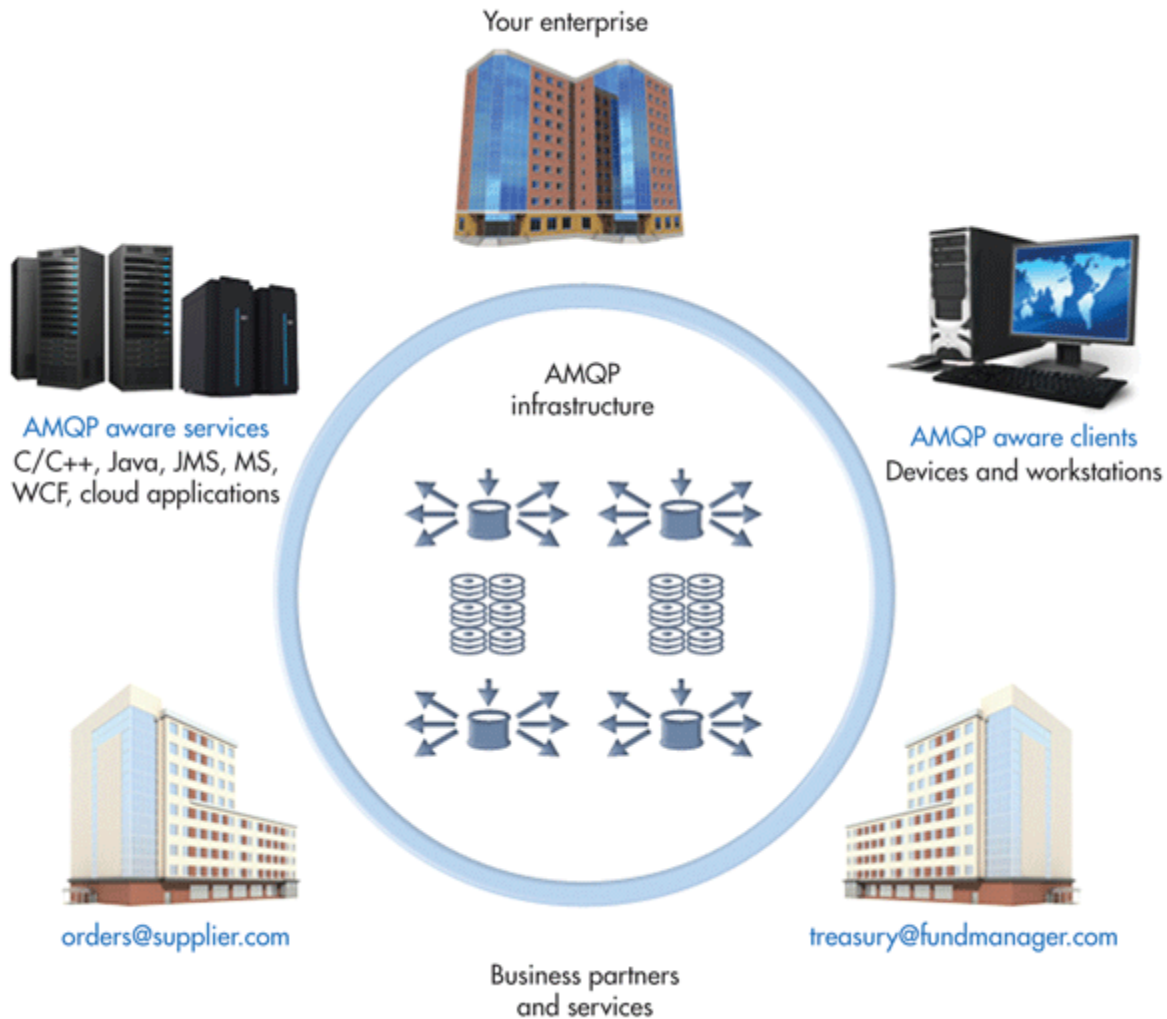 Your enterprise
AMQP
infrastructure
AMQP aware services
C/C++, Java, JMS, MS,
WCF, cloud applications
AMQP aware clients
Devices and workstations
orders@supplier.com
treasury@fundmanager.com
Business partners
and services